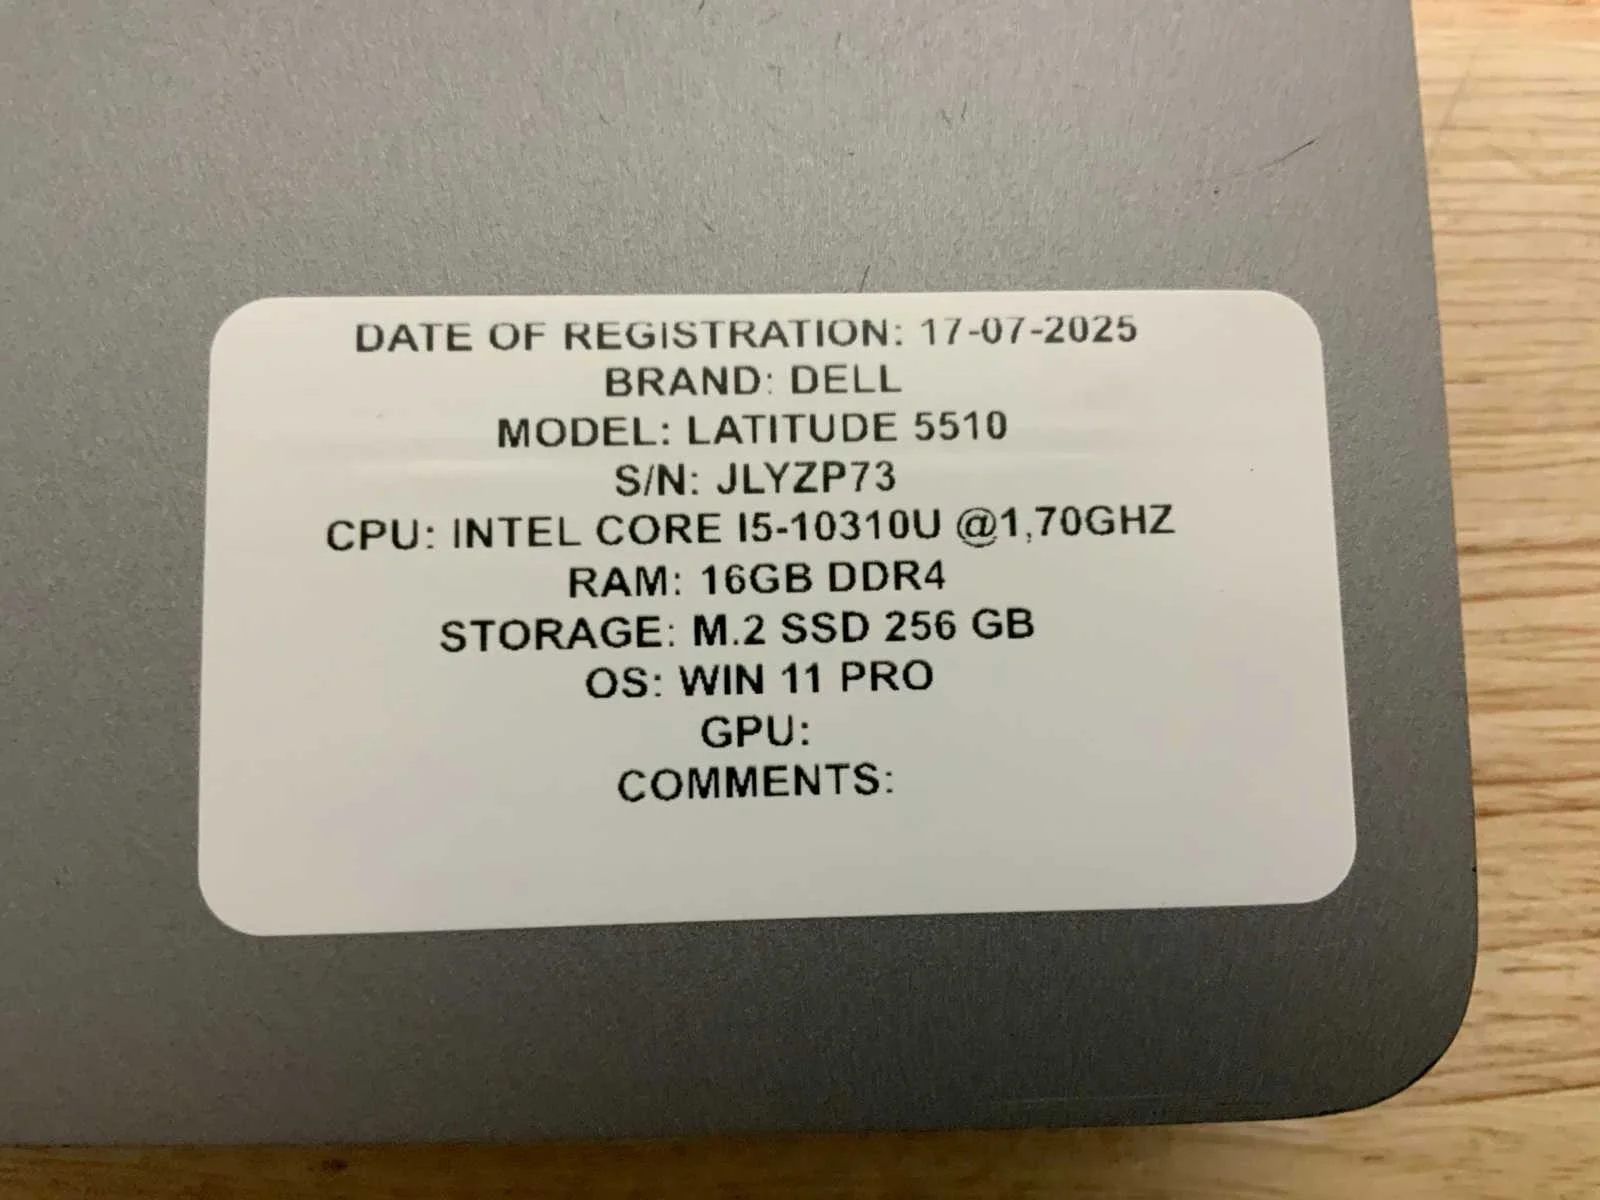 DATE OF REGISTRATION: 17-07-2025
BRAND: DELL
MODEL: LATITUDE 5510
S/N: JLYZP73
CPU: INTEL CORE I5-10310U @1,70GHZ
RAM: 16GB DDR4
STORAGE: M.2 SSD 256 GB
OS: WIN 11 PRO
GPU:
COMMENTS: